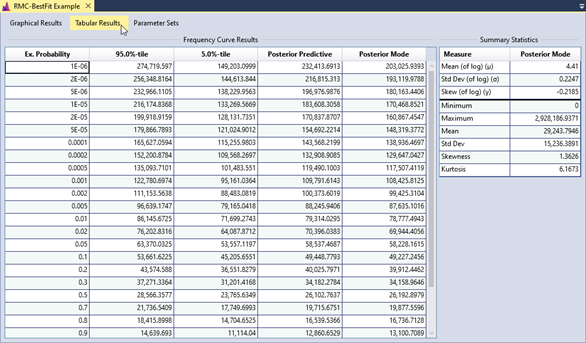 RMC-BestFit Example
Graphical Results Tabular Results Parameter Sets
Frequency Curve Results
Ex. Probability 95.0%-tile 5.0%-tile Posterior Predictive Posterior Mode
1E-06 274,719.597 149,203.0999 232,413.6913 203,025.9393
2E-06 256,348.8164 144,613.844 216,815.313 193,119.9788
5E-06 232,966.1105 138,229.9563 196,976.9876 180,163.4406
1E-05 216,174.8368 133,269.5669 183,608.3058 170,468.8521
2E-05 199,918.9159 128,131.7351 170,837.8707 160,867.4547
5E-05 179,866.7893 121,024.9012 154,692.2214 148,319.3772
0.0001 165,627.0594 115,255.9803 143,568.2199 138,936.4697
0.0002 152,200.8784 109,568.2697 132,908.9085 129,647.0427
0.0005 135,093.7101 101,483.551 119,490.1003 117,507.4119
0.001 122,780.6974 95,161.0364 109,791.6143 108,425.8125
0.002 111,153.5638 88,483.0819 100,373.6019 99,425.3104
0.005 96,639.1747 79,165.0418 88,245.9406 87,635.1016
0.01 86,145.6725 71,699.2743 79,314.0295 78,777.4943
0.02 76,202.8316 64,087.8712 70,396.0383 69,944.4056
0.05 63,370.0325 53,557.1197 58,537.4687 58,228.1615
0.1 53,661.6225 45,205.6551 49,448.7793 49,227.2456
0.2 43,574.588 36,551.8279 40,025.7971 39,912.4462
0.3 37,271.3364 31,201.4168 34,182.2784 34,158.9646
0.5 28,566.3577 23,765.6349 26,102.7637 26,192.8979
0.7 21,736.5409 17,749.6993 19,715.6751 19,877.5596
0.8 18,415.8998 14,704.6525 16,539.5366 16,736.7128
0.9 14,639.693 11,114.04 12,860.6529 13,100.7089
Summary Statistics
Measure Posterior Mode
Mean (of log) (μ) 4.41
Std Dev (of log) (σ) 0.2247
Skew (of log) (γ) -0.2185
Minimum 0
Maximum 2,928,186.9371
Mean 29,243.7946
Std Dev 15,236.3891
Skewness 1.3626
Kurtosis 6.1673